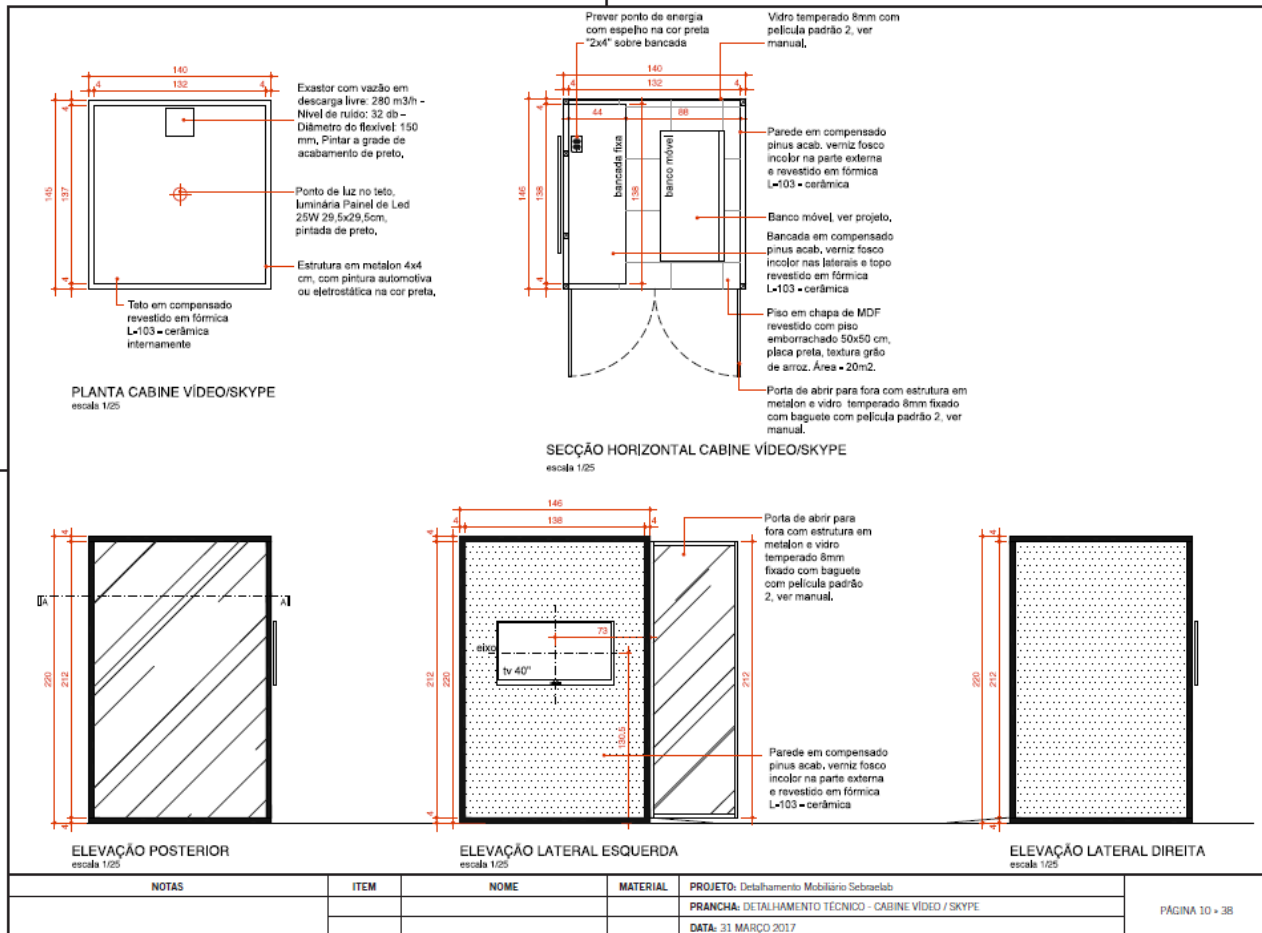 140
4
132
4
4
145
137
4
Exastor com vazão em
descarga livre: 280 m3/h –
Nível de ruído: 32 db –
Diâmetro do flexível: 150
mm. Pintar a grade de
acabamento de preto.
Ponto de luz no teto,
luminária Painel de Led
25W 29,5x29,5cm,
pintada de preto.
Estrutura em metalon 4x4
cm, com pintura automotiva
ou eletrostática na cor preta.
Teto em compensado
revestido em fórmica
L-103 – cerâmica
internamente
PLANTA CABINE VÍDEO/SKYPE
escala 1/25
Prever ponto de energia
com espelho na cor preta
"2x4" sobre bancada
Vidro temperado 8mm com
película padrão 2, ver
manual.
140
4
132
4
4
146
138
4
44
88
138
bancada fixa
banco móvel
Parede em compensado
pinus acab. verniz fosco
incolor na parte externa
e revestido em fórmica
L-103 – cerâmica
Banco móvel, ver projeto.
Bancada em compensado
pinus acab. verniz fosco
incolor nas laterais e topo
revestido em fórmica
L-103 – cerâmica
Piso em chapa de MDF
revestido com piso
emborrachado 50x50 cm,
placa preta, textura grão
de arroz. Área = 20m2.
Porta de abrir para fora com estrutura em
metalon e vidro temperado 8mm fixado
com baguete com película padrão 2, ver
manual.
SECÇÃO HORIZONTAL CABINE VÍDEO/SKYPE
escala 1/25
4
220
212
4
A
A
ELEVAÇÃO POSTERIOR
escala 1/25
146
4
138
4
4
212
220
4
73
eixo
tv 40"
130.5
212
Porta de abrir para
fora com estrutura em
metalon e vidro
temperado 8mm
fixado com baguete
com película padrão
2, ver manual.
Parede em compensado
pinus acab. verniz fosco
incolor na parte externa
e revestido em fórmica
L-103 – cerâmica
ELEVAÇÃO LATERAL ESQUERDA
escala 1/25
4
220
212
4
ELEVAÇÃO LATERAL DIREITA
escala 1/25
NOTAS
ITEM
NOME
MATERIAL
PROJETO: Detalhamento Mobiliário Sebraelab
PRANCHA: DETALHAMENTO TÉCNICO - CABINE VÍDEO / SKYPE
DATA: 31 MARÇO 2017
PÁGINA 10 » 38